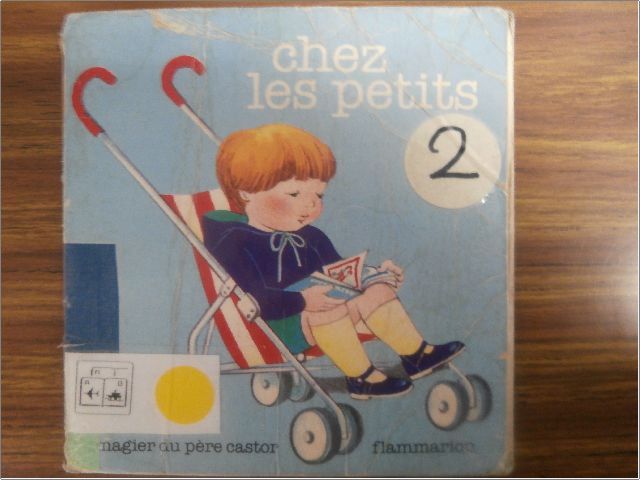 chez
les petits
2
magier du père castor
flammarion